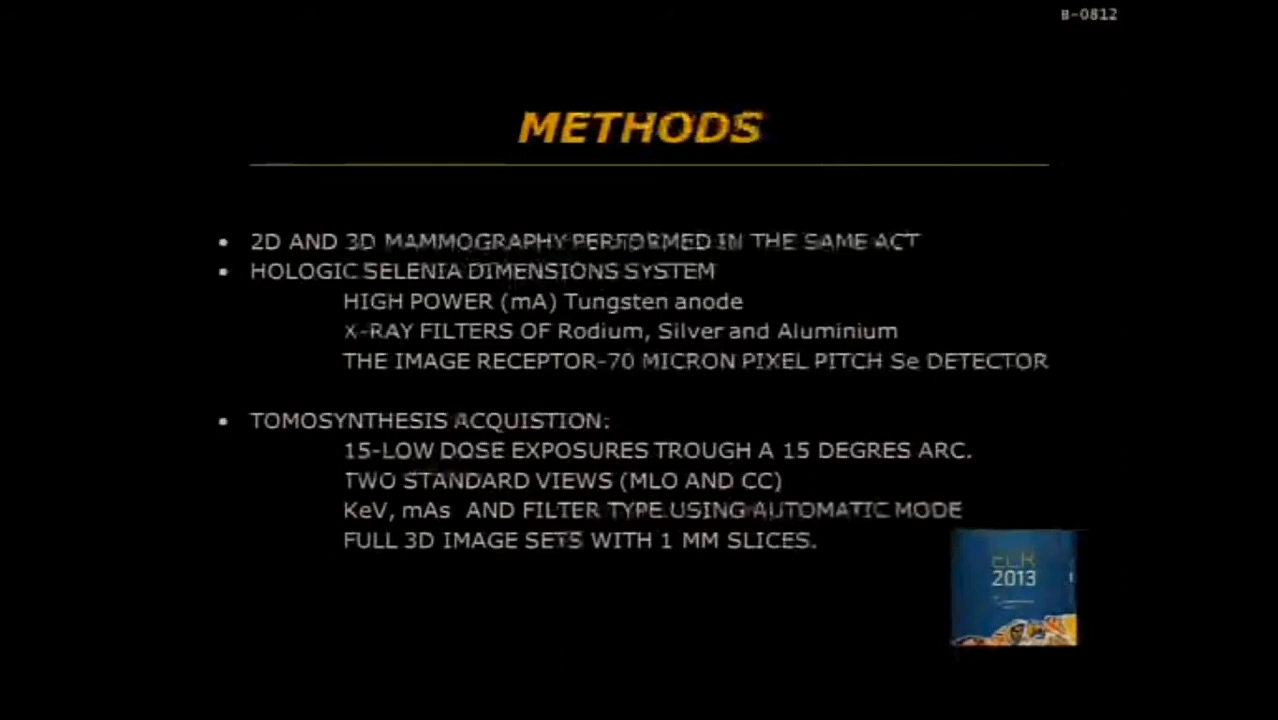 B-0812
METHODS
• 2D AND 3D MAMMOGRAPHY PERFORMED IN THE SAME ACT
• HOLOGIC SELENIA DIMENSIONS SYSTEM
HIGH POWER (mA) Tungsten anode
X-RAY FILTERS OF Rodium, Silver and Aluminium
THE IMAGE RECEPTOR-70 MICRON PIXEL PITCH Se DETECTOR
• TOMOSYNTHESIS ACQUISTION:
15-LOW DOSE EXPOSURES TROUGH A 15 DEGRES ARC.
TWO STANDARD VIEWS (MLO AND CC)
KeV, mAs AND FILTER TYPE USING AUTOMATIC MODE
FULL 3D IMAGE SETS WITH 1 MM SLICES.
ECR
2013